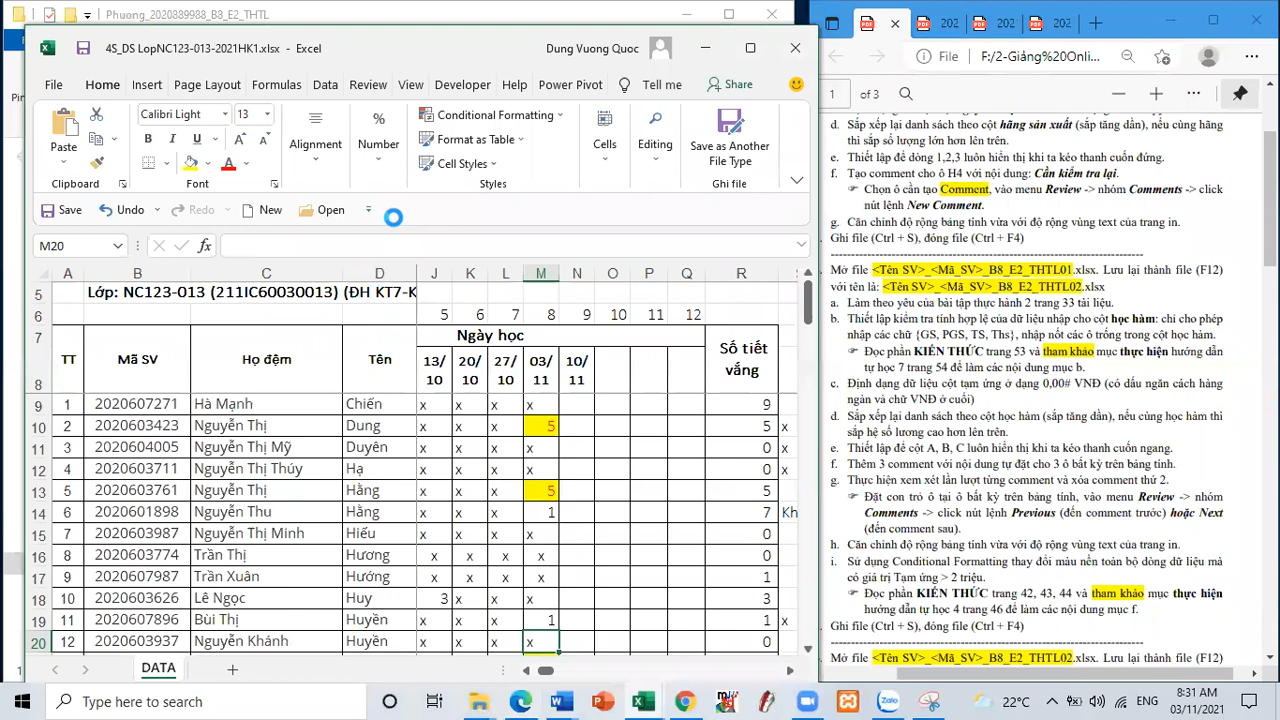 Phuong_2020889988_B8_E2_THTL
4S_DS LopNC123-013-2021HK1.xlsx - Excel
Dung Vuong Quoc
File Home Insert Page Layout Formulas Data Review View Developer Help Power Pivot Tell me Share
Paste
Calibri Light 13
B I U A A
Alignment
Number
Conditional Formatting
Format as Table
Cell Styles
Cells
Editing
Save as Another File Type
Clipboard Font Styles Ghi file
Save Undo Redo New Open
M20 fx
A B C D J K L M N O P Q R
5 Lớp: NC123-013 (211IC60030013) (ĐH KT7-K
6 5 6 7 8 9 10 11 12
7 TT Mã SV Họ đệm Tên Ngày học Số tiết vắng
8 13/10 20/10 27/10 03/11 10/11
9 1 2020607271 Hà Mạnh Chiến x x x x 9
10 2 2020603423 Nguyễn Thị Dung x x x 5 5 x
11 3 2020604005 Nguyễn Thị Mỹ Duyên x x x x 0 x
12 4 2020603711 Nguyễn Thị Thúy Hạ x x x x 0 x
13 5 2020603761 Nguyễn Thị Hằng x x x 5 5
14 6 2020601898 Nguyễn Thu Hằng x x x 1 7 Kh
15 7 2020603987 Nguyễn Thị Minh Hiếu x x x x 0
16 8 2020603774 Trần Thị Hương x x x x 0
17 9 2020607987 Trần Xuân Hướng x x x x 1
18 10 2020603626 Lê Ngọc Huy 3 x x x 3
19 11 2020607896 Bùi Thị Huyền x x x 1 1 x
20 12 2020603937 Nguyễn Khánh Huyền x x x x 0
DATA
202 202 202
File F:/2-Giảng%20Onli...
1 of 3
d. Sắp xếp lại danh sách theo cột hãng sản xuất (sắp tăng dần), nếu cùng hãng
thì sắp số lượng lớn hơn lên trên.
e. Thiết lập để dòng 1,2,3 luôn hiển thị khi ta kéo thanh cuốn đứng.
f. Tạo comment cho ô H4 với nội dung: Cần kiểm tra lại.
☞ Chọn ô cần tạo Comment, vào menu Review -> nhóm Comments -> click
nút lệnh New Comment.
g. Căn chỉnh độ rộng bảng tính vừa với độ rộng vùng text của trang in.
Ghi file (Ctrl + S), đóng file (Ctrl + F4)
Mở file <Tên SV>_<Mã_SV>_B8_E2_THTL01.xlsx. Lưu lại thành file (F12)
với tên là: <Tên SV>_<Mã_SV>_B8_E2_THTL02.xlsx
a. Làm theo yêu của bài tập thực hành 2 trang 33 tài liệu.
b. Thiết lập kiểm tra tính hợp lệ của dữ liệu nhập cho cột học hàm: chỉ cho phép
nhập các chữ {GS, PGS, TS, Ths}, nhập nốt các ô trống trong cột học hàm.
☞ Đọc phần KIẾN THỨC trang 53 và tham khảo mục thực hiện hướng dẫn
tự học 7 trang 54 để làm các nội dung mục b.
c. Định dạng dữ liệu cột tạm ứng ở dạng 0,00# VNĐ (có dấu ngăn cách hàng
ngàn và chữ VNĐ ở cuối)
d. Sắp xếp lại danh sách theo cột học hàm (sắp tăng dần), nếu cùng học hàm thì
sắp hệ số lương cao hơn lên trên.
e. Thiết lập để cột A, B, C luôn hiển thị khi ta kéo thanh cuốn ngang.
f. Thêm 3 comment với nội dung tự đặt cho 3 ô bất kỳ trên bảng tính.
g. Thực hiện xem xét lần lượt từng comment và xóa comment thứ 2.
☞ Đặt con trỏ ô tại ô bất kỳ trên bảng tính, vào menu Review -> nhóm
Comments -> click nút lệnh Previous (đến comment trước) hoặc Next
(đến comment sau).
h. Căn chỉnh độ rộng bảng tính vừa với độ rộng vùng text của trang in.
i. Sử dụng Conditional Formatting thay đổi màu nền toàn bộ dòng dữ liệu mà
có giá trị Tạm ứng > 2 triệu.
☞ Đọc phần KIẾN THỨC trang 42, 43, 44 và tham khảo mục thực hiện
hướng dẫn tự học 4 trang 46 để làm các nội dung mục f.
Ghi file (Ctrl + S), đóng file (Ctrl + F4)
Mở file <Tên SV>_<Mã_SV>_B8_E2_THTL02.xlsx. Lưu lại thành file (F12)
Type here to search
Zalo
22°C
ENG
8:31 AM
03/11/2021